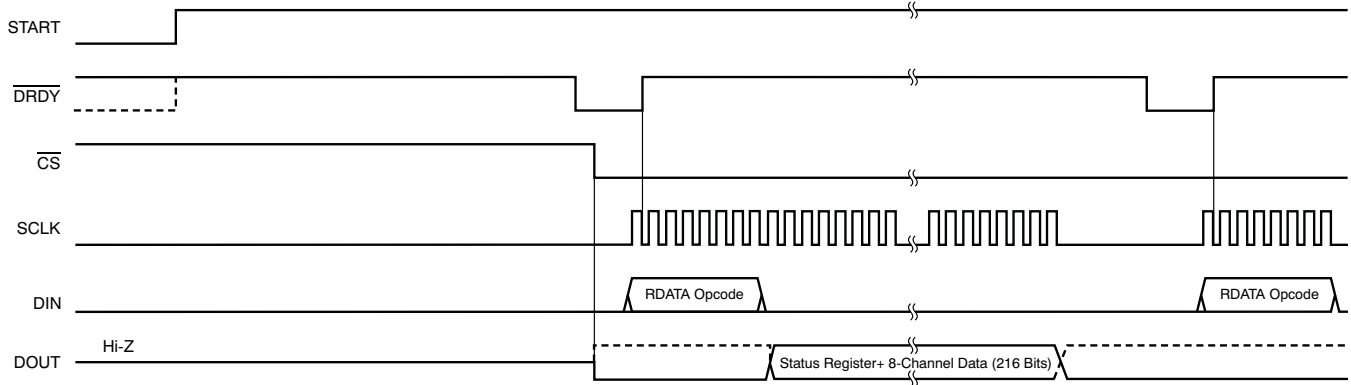 START
DRDY
CS
SCLK
DIN
RDATA Opcode RDATA Opcode
Hi-Z
DOUT
Status Register+ 8-Channel Data (216 Bits)